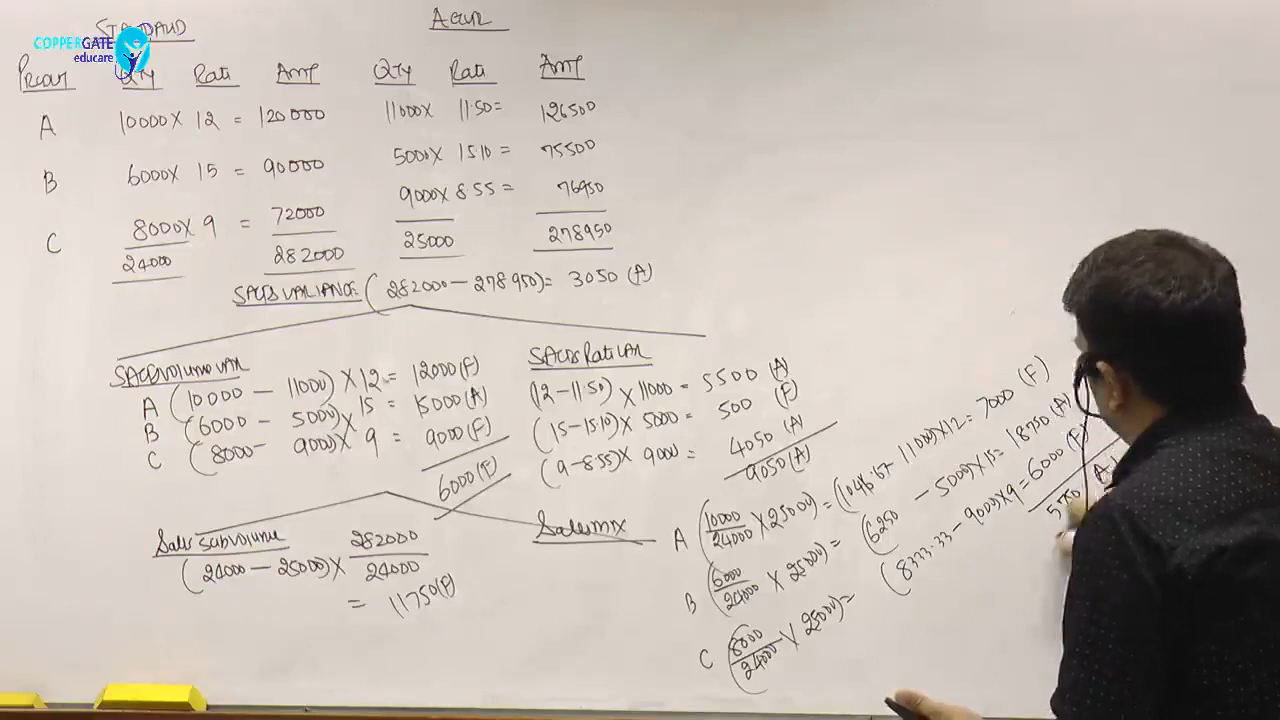 COPPERGATE
educare
STANDARD ACTUAL
PRODUCT QTY Rate AMT QTY Rate AMT
A 10000 X 12 = 120000 11000 X 11.50 = 126500
B 6000 X 15 = 90000 5000 X 15.10 = 75500
C 8000 X 9 = 72000 9000 X 8.55 = 76950
24000 282000 25000 278950
SALES VARIANCE (282000 - 278950) = 3050 (A)
SALES VOLUME VAR
A (10000 - 11000) X 12 = 12000 (F)
B (6000 - 5000) X 15 = 15000 (A)
C (8000 - 9000) X 9 = 9000 (F)
6000 (F)
SALES Rate VAR
(12 - 11.50) X 11000 = 5500 (A)
(15 - 15.10) X 5000 = 500 (F)
(9 - 8.55) X 9000 = 4050 (A)
9050 (A)
Sales SUB VOLUME
(24000 - 25000) X 282000/24000
= 11750 (F)
Sales MIX
A (10000/24000 X 25000) = (10416.67 - 11000) X 12 = 7000 (F)
B (6000/24000 X 25000) = (6250 - 5000) X 15 = 18750 (A)
C (8000/24000 X 25000) = (8333.33 - 9000) X 9 = 6000 (F)
5750